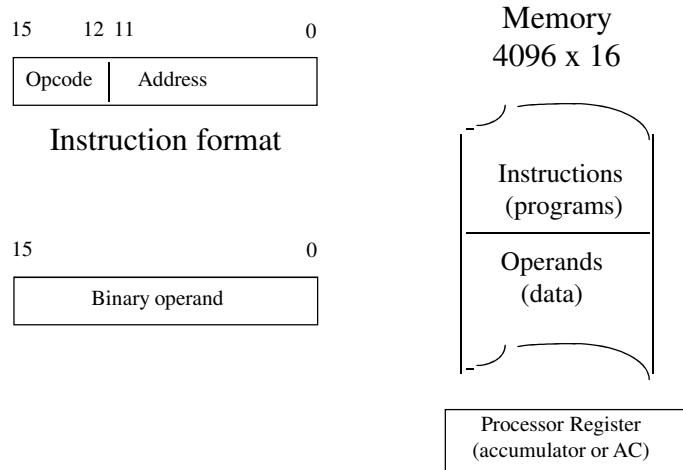 15 12 11 0
Opcode Address
Instruction format
15 0
Binary operand
Memory
4096 x 16
Instructions
(programs)
Operands
(data)
Processor Register
(accumulator or AC)